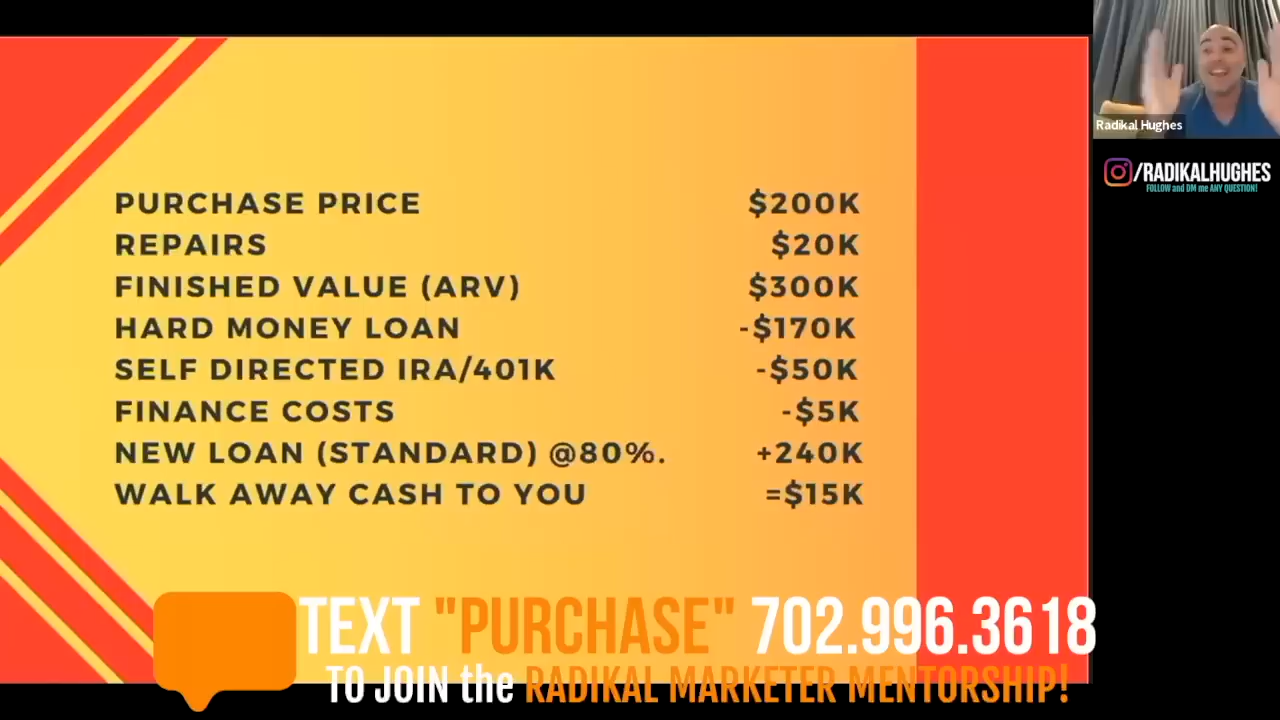 PURCHASE PRICE $200K
REPAIRS $20K
FINISHED VALUE (ARV) $300K
HARD MONEY LOAN -$170K
SELF DIRECTED IRA/401K -$50K
FINANCE COSTS -$5K
NEW LOAN (STANDARD) @80%. +240K
WALK AWAY CASH TO YOU =$15K
Radikal Hughes
/RADIKALHUGHES
FOLLOW and DM me ANY QUESTION!
TEXT "PURCHASE" 702.996.3618
TO JOIN the RADIKAL MARKETER MENTORSHIP!